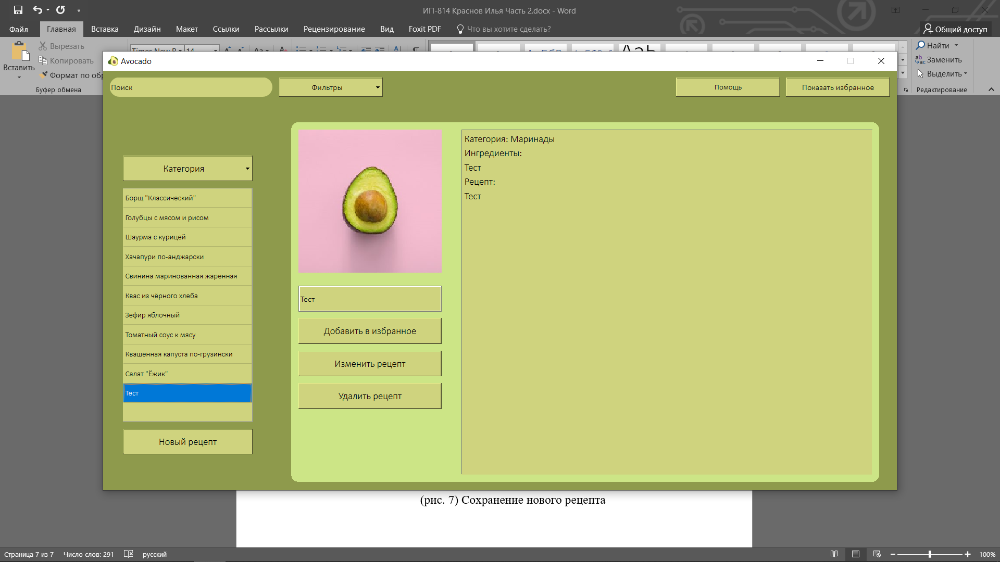 ИП-814 Краснов Илья Часть 2.docx - Word
Файл Главная Вставка Дизайн Макет Ссылки Рассылки Рецензирование Вид Foxit PDF Что вы хотите сделать? Общий доступ
Вставить
Вырезать
Копировать
Формат по обр
Буфер обмена
Найти
Заменить
Выделить
Редактирование
Avocado
Поиск Фильтры Помощь Показать избранное
Категория
Борщ "Классический"
Голубцы с мясом и рисом
Шаурма с курицей
Хачапури по-анджарски
Свинина маринованная жаренная
Квас из чёрного хлеба
Зефир яблочный
Томатный соус к мясу
Квашенная капуста по-грузински
Салат "Ёжик"
Тест
Новый рецепт
Тест
Добавить в избранное
Изменить рецепт
Удалить рецепт
Категория: Маринады
Ингредиенты:
Тест
Рецепт:
Тест
(рис. 7) Сохранение нового рецепта
Страница 7 из 7 Число слов: 291 русский 100%